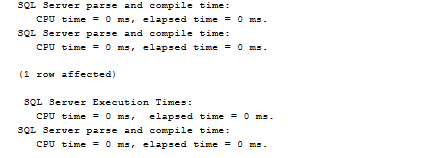 SQL Server parse and compile time:
CPU time = 0 ms, elapsed time = 0 ms.
SQL Server parse and compile time:
CPU time = 0 ms, elapsed time = 0 ms.
(1 row affected)
SQL Server Execution Times:
CPU time = 0 ms,  elapsed time = 0 ms.
SQL Server parse and compile time:
CPU time = 0 ms, elapsed time = 0 ms.